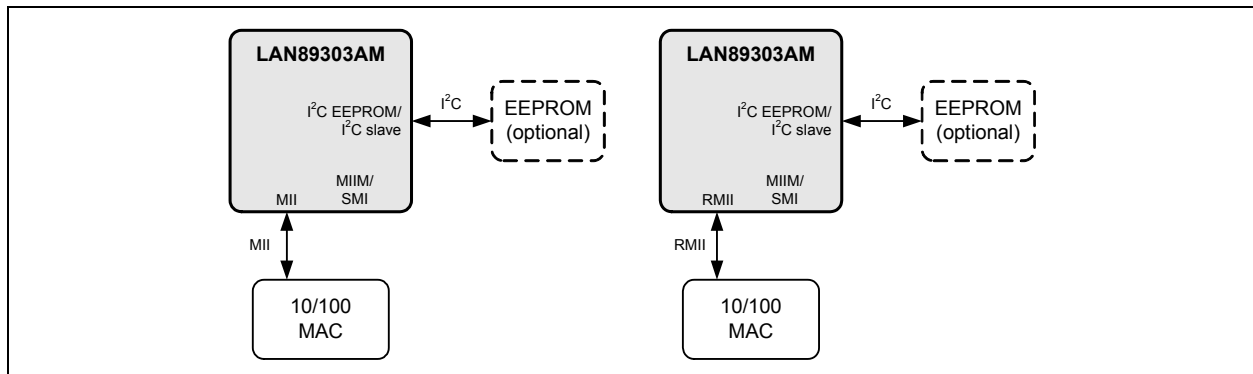 LAN89303AM
I²C EEPROM/
I²C slave
I²C
EEPROM
(optional)
MIIM/
SMI
MII
MII
10/100
MAC
LAN89303AM
I²C EEPROM/
I²C slave
I²C
EEPROM
(optional)
MIIM/
SMI
RMII
RMII
10/100
MAC